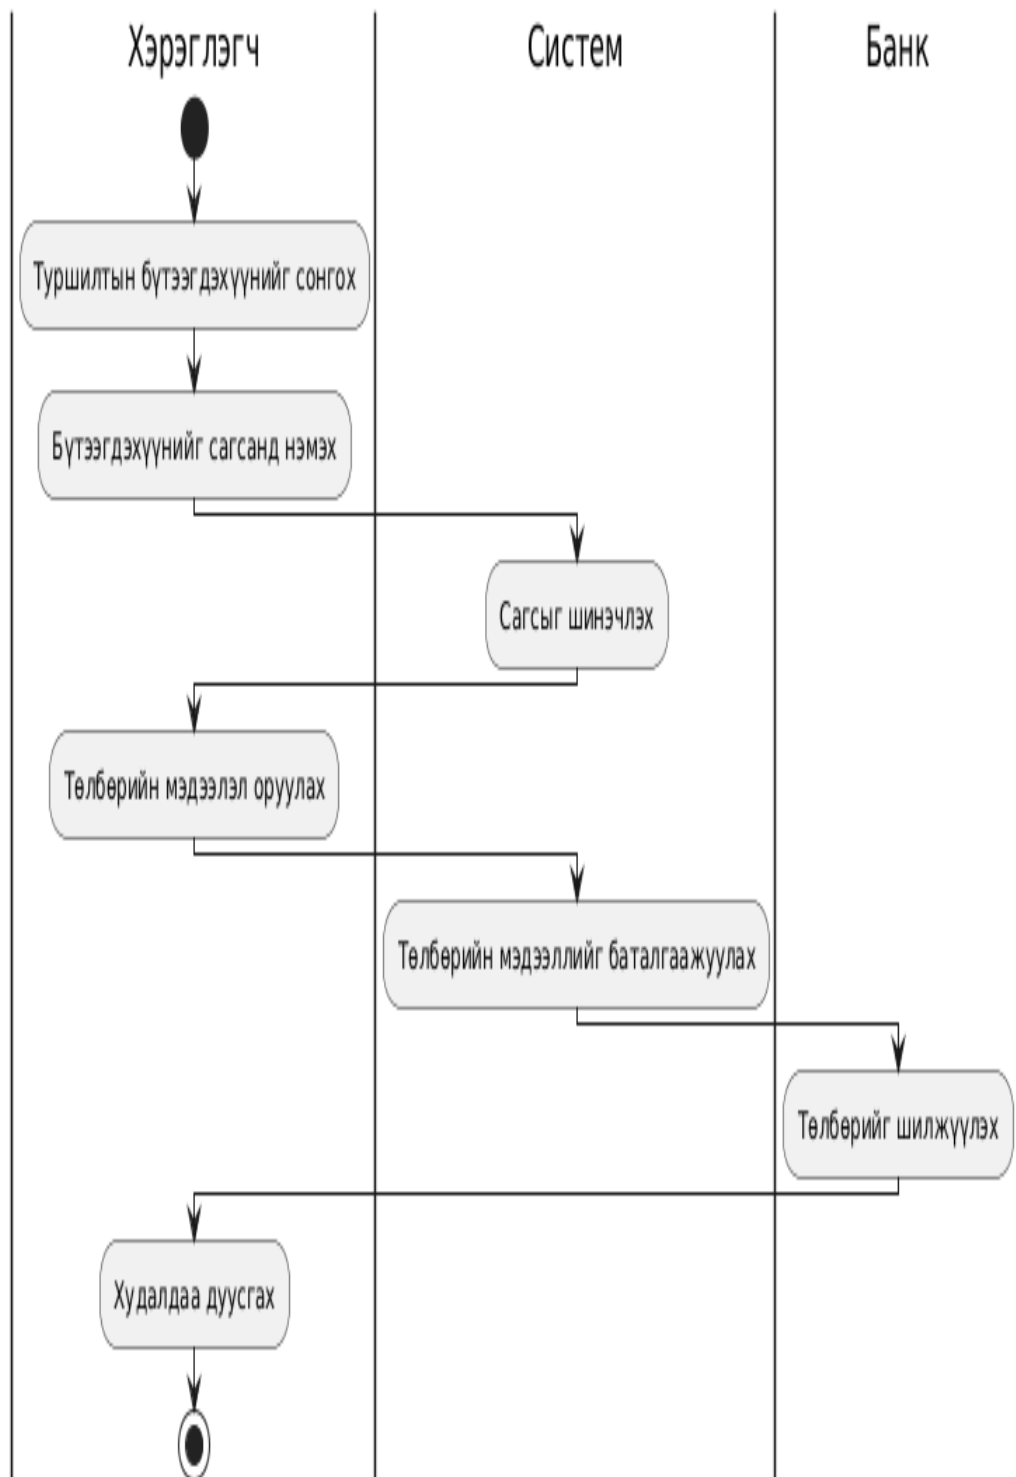 Хэрэглэгч
Систем
Банк
Туршилтын бүтээгдэхүүнийг сонгох
Бүтээгдэхүүнийг сагсанд нэмэх
Сагсыг шинэчлэх
Төлбөрийн мэдээлэл оруулах
Төлбөрийн мэдээллийг баталгаажуулах
Төлбөрийг шилжүүлэх
Худалдаа дуусгах